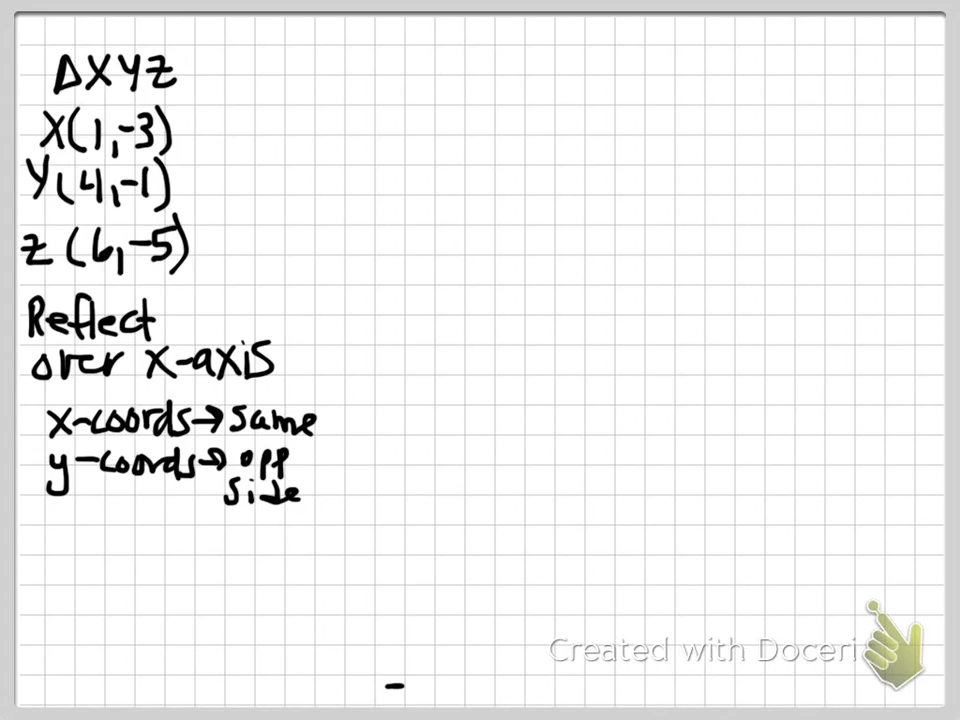 ΔXYZ
X(1,-3)
Y(4,-1)
Z(6,-5)
Reflect
over x-axis
x-coords→same
y-coords→opp
side
Created with Doceri